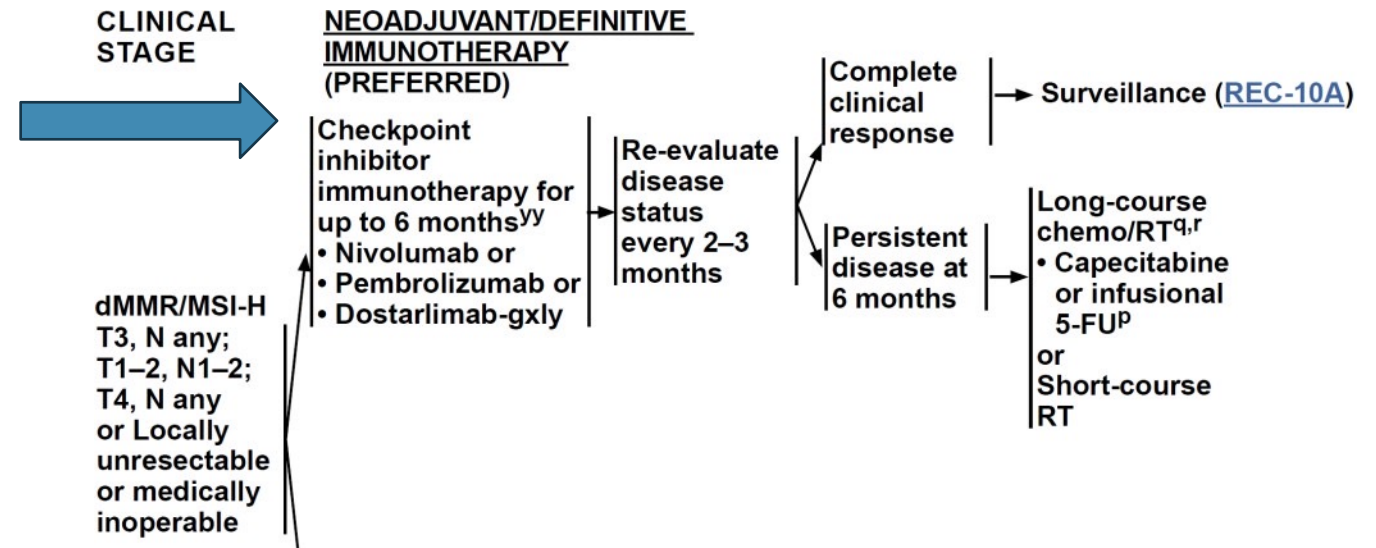 CLINICAL
STAGE
NEOADJUVANT/DEFINITIVE
IMMUNOTHERAPY
(PREFERRED)
dMMR/MSI-H
T3, N any;
T1–2, N1–2;
T4, N any
or Locally
unresectable
or medically
inoperable
Checkpoint
inhibitor
immunotherapy for
up to 6 monthsʸʸ
• Nivolumab or
• Pembrolizumab or
• Dostarlimab-gxly
Re-evaluate
disease
status
every 2–3
months
Complete
clinical
response
Surveillance (REC-10A)
Persistent
disease at
6 months
Long-course
chemo/RTq,r
• Capecitabine
or infusional
5-FUᵖ
or
Short-course
RT